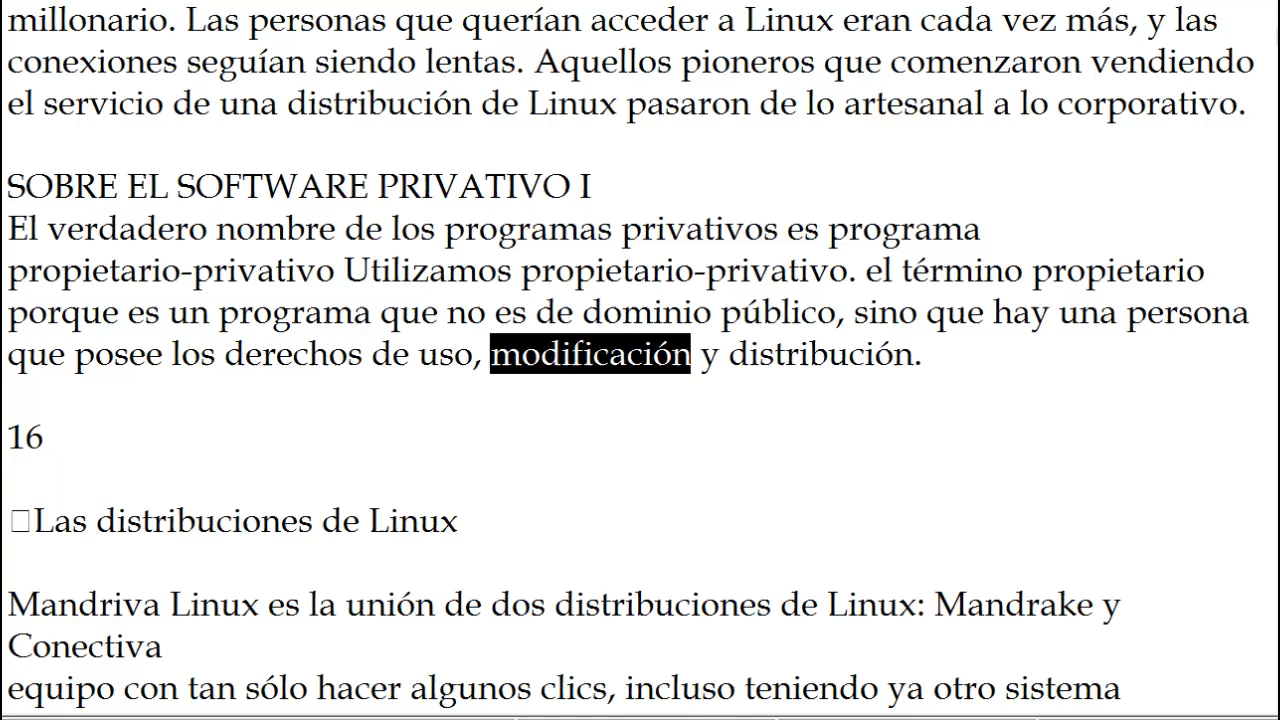 millonario. Las personas que querían acceder a Linux eran cada vez más, y las
conexiones seguían siendo lentas. Aquellos pioneros que comenzaron vendiendo
el servicio de una distribución de Linux pasaron de lo artesanal a lo corporativo.
SOBRE EL SOFTWARE PRIVATIVO I
El verdadero nombre de los programas privativos es programa
propietario-privativo Utilizamos propietario-privativo. el término propietario
porque es un programa que no es de dominio público, sino que hay una persona
que posee los derechos de uso, modificación y distribución.
16
Las distribuciones de Linux
Mandriva Linux es la unión de dos distribuciones de Linux: Mandrake y
Conectiva
equipo con tan sólo hacer algunos clics, incluso teniendo ya otro sistema